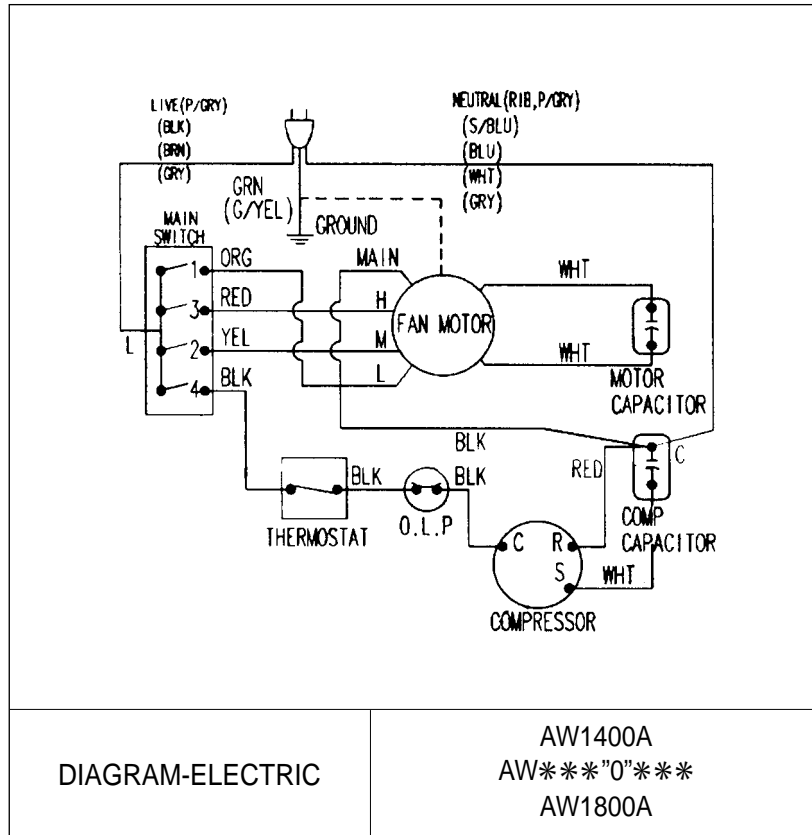 LIVE(P/GRY)
(BLK)
(BRN)
(GRY)
NEUTRAL(RIB,P/GRY)
(S/BLU)
(BLU)
(WHT)
(GRY)
GRN
(G/YEL)
GROUND
MAIN
SWITCH
1 ORG
3 RED
L
2 YEL
4 BLK
MAIN
H
M
L
FAN MOTOR
WHT
WHT
MOTOR
CAPACITOR
BLK
RED
C
COMP
CAPACITOR
THERMOSTAT
BLK
O.L.P
BLK
C R
S
WHT
COMPRESSOR
DIAGRAM-ELECTRIC
AW1400A
AW✳✳✳”0”✳✳✳
AW1800A